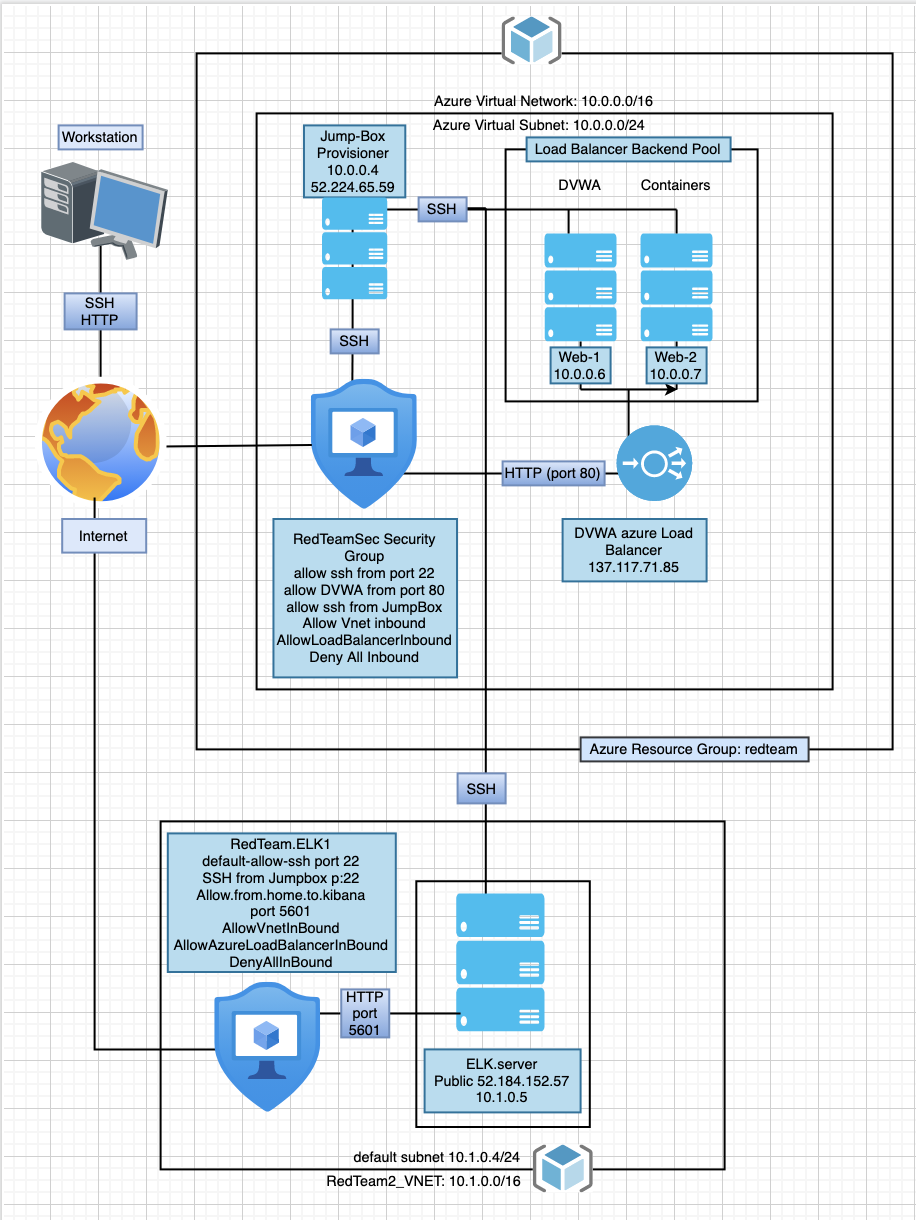 Azure Virtual Network: 10.0.0.0/16
Azure Virtual Subnet: 10.0.0.0/24
Workstation
Jump-Box
Provisioner
10.0.0.4
52.224.65.59
Load Balancer Backend Pool
DVWA
Containers
SSH
SSH
HTTP
SSH
Web-1
10.0.0.6
Web-2
10.0.0.7
HTTP (port 80)
Internet
RedTeamSec Security
Group
allow ssh from port 22
allow DVWA from port 80
allow ssh from JumpBox
Allow Vnet inbound
AllowLoadBalancerInbound
Deny All Inbound
DVWA azure Load
Balancer
137.117.71.85
Azure Resource Group: redteam
SSH
RedTeam.ELK1
default-allow-ssh port 22
SSH from Jumpbox p:22
Allow.from.home.to.kibana
port 5601
AllowVnetInBound
AllowAzureLoadBalancerInBound
DenyAllInBound
HTTP
port
5601
ELK.server
Public 52.184.152.57
10.1.0.5
default subnet 10.1.0.4/24
RedTeam2_VNET: 10.1.0.0/16